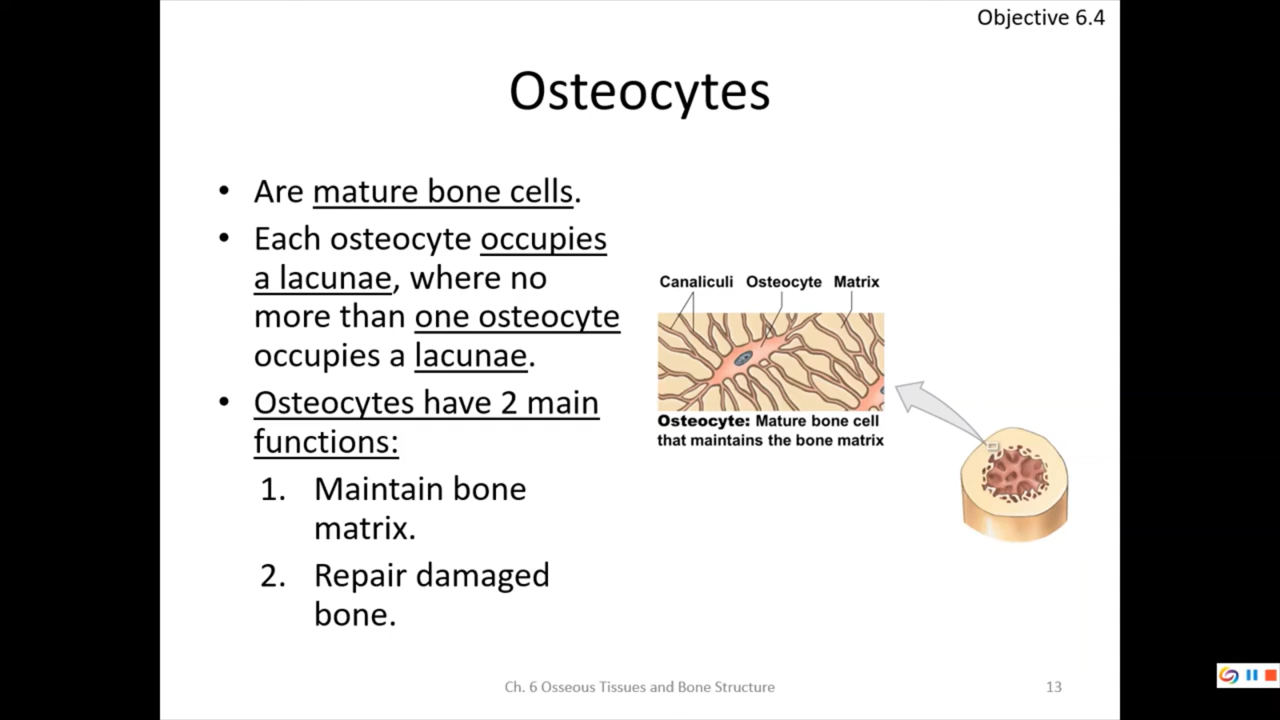 Objective 6.4
Osteocytes
• Are mature bone cells.
• Each osteocyte occupies
a lacunae, where no
more than one osteocyte
occupies a lacunae.
• Osteocytes have 2 main
functions:
1. Maintain bone
matrix.
2. Repair damaged
bone.
Canaliculi Osteocyte Matrix
Osteocyte: Mature bone cell
that maintains the bone matrix
Ch. 6 Osseous Tissues and Bone Structure
13